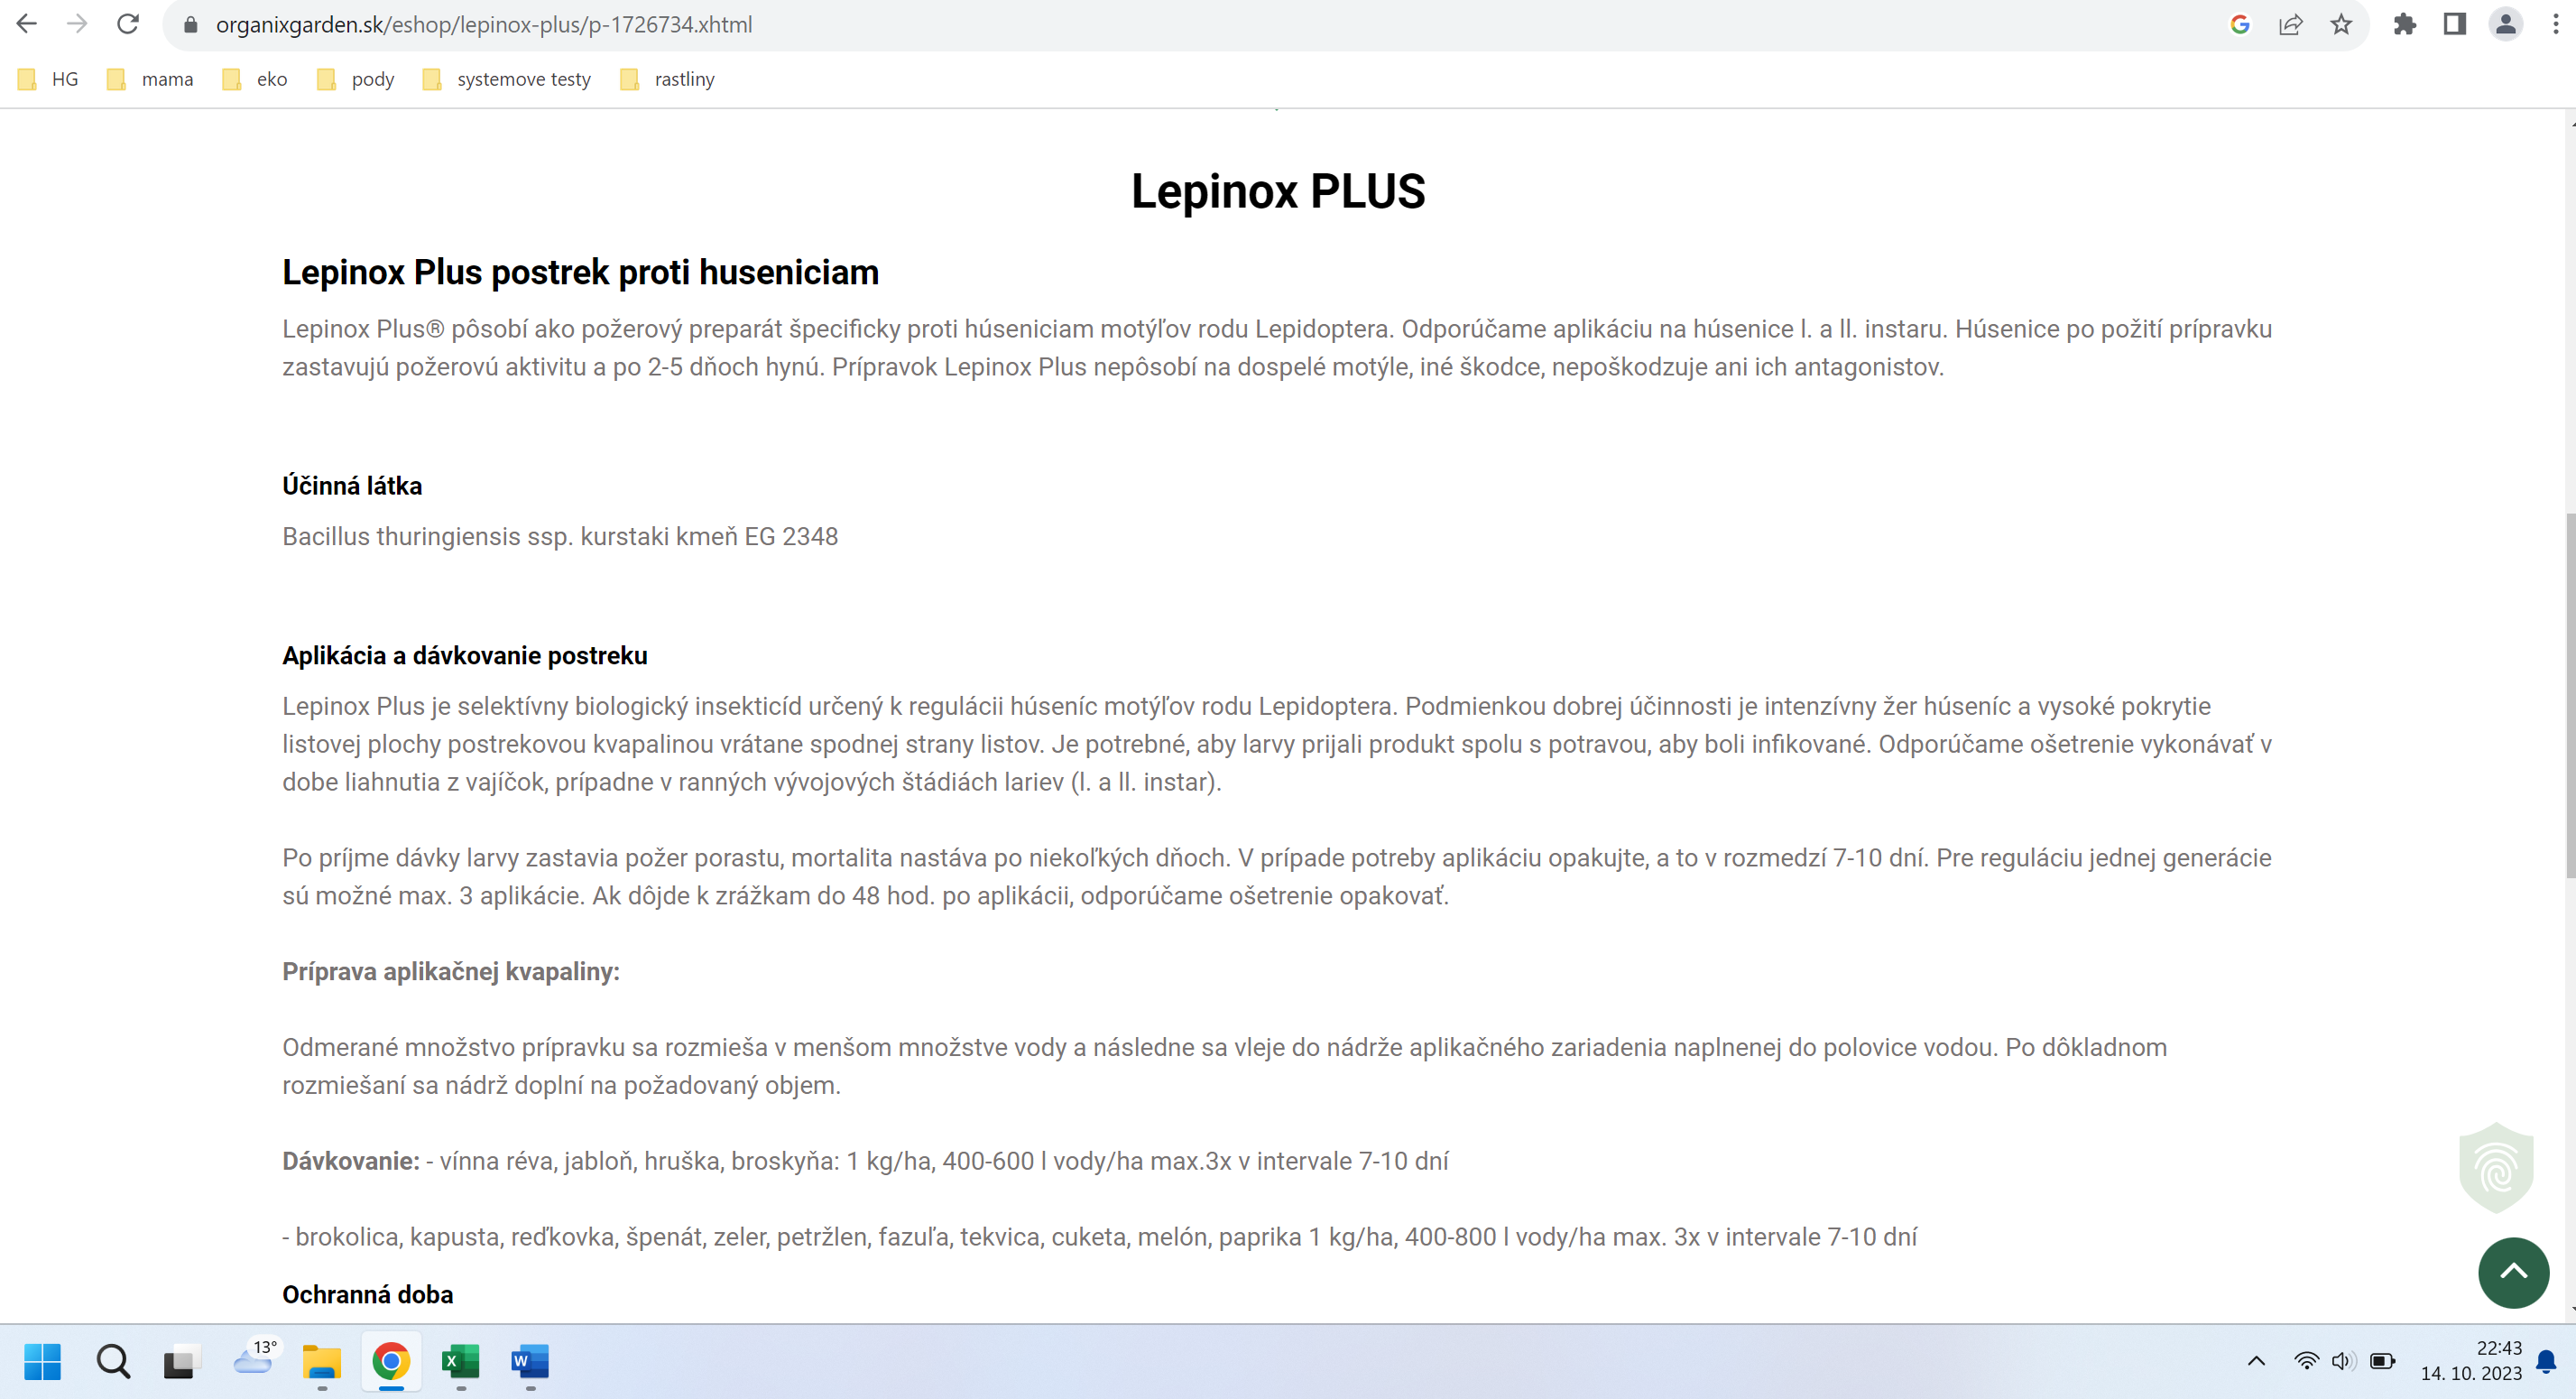 organixgarden.sk/eshop/lepinox-plus/p-1726734.xhtml
HG mama eko pody systemove testy rastliny
Lepinox PLUS
Lepinox Plus postrek proti huseniciam
Lepinox Plus® pôsobí ako požerový preparát špecificky proti húseniciam motýľov rodu Lepidoptera. Odporúčame aplikáciu na húsenice l. a ll. instaru. Húsenice po požití prípravku
zastavujú požerovú aktivitu a po 2-5 dňoch hynú. Prípravok Lepinox Plus nepôsobí na dospelé motýle, iné škodce, nepoškodzuje ani ich antagonistov.
Účinná látka
Bacillus thuringiensis ssp. kurstaki kmeň EG 2348
Aplikácia a dávkovanie postreku
Lepinox Plus je selektívny biologický insekticíd určený k regulácii húseníc motýľov rodu Lepidoptera. Podmienkou dobrej účinnosti je intenzívny žer húseníc a vysoké pokrytie
listovej plochy postrekovou kvapalinou vrátane spodnej strany listov. Je potrebné, aby larvy prijali produkt spolu s potravou, aby boli infikované. Odporúčame ošetrenie vykonávať v
dobe liahnutia z vajíčok, prípadne v ranných vývojových štádiách lariev (l. a ll. instar).
Po príjme dávky larvy zastavia požer porastu, mortalita nastáva po niekoľkých dňoch. V prípade potreby aplikáciu opakujte, a to v rozmedzí 7-10 dní. Pre reguláciu jednej generácie
sú možné max. 3 aplikácie. Ak dôjde k zrážkam do 48 hod. po aplikácii, odporúčame ošetrenie opakovať.
Príprava aplikačnej kvapaliny:
Odmerané množstvo prípravku sa rozmieša v menšom množstve vody a následne sa vleje do nádrže aplikačného zariadenia naplnenej do polovice vodou. Po dôkladnom
rozmiešaní sa nádrž doplní na požadovaný objem.
Dávkovanie: - vínna réva, jabloň, hruška, broskyňa: 1 kg/ha, 400-600 l vody/ha max.3x v intervale 7-10 dní
- brokolica, kapusta, reďkovka, špenát, zeler, petržlen, fazuľa, tekvica, cuketa, melón, paprika 1 kg/ha, 400-800 l vody/ha max. 3x v intervale 7-10 dní
Ochranná doba
13°
22:43
14. 10. 2023